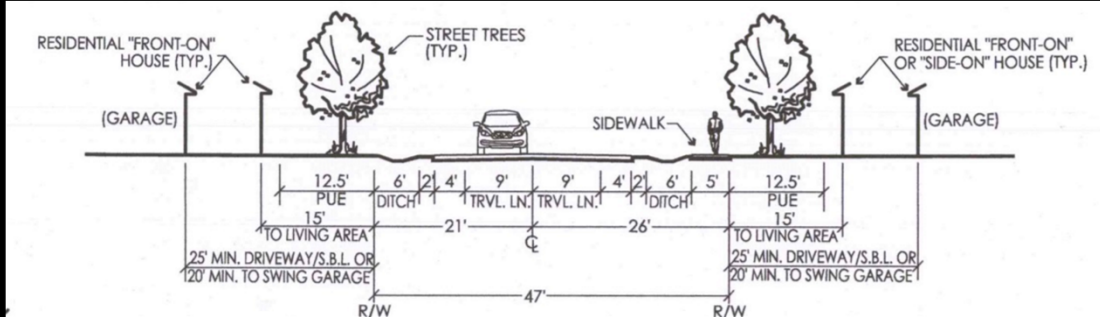 RESIDENTIAL "FRONT-ON"
HOUSE (TYP.)
STREET TREES
(TYP.)
RESIDENTIAL "FRONT-ON"
OR "SIDE-ON" HOUSE (TYP.)
(GARAGE)
SIDEWALK
(GARAGE)
12.5' 6' 2' 4' 9' 9' 4' 2' 6' 5' 12.5'
PUE DITCH TRVL. LN. TRVL. LN. DITCH PUE
15' 21' 26' 15'
TO LIVING AREA ℄ TO LIVING AREA
25' MIN. DRIVEWAY/S.B.L. OR 25' MIN. DRIVEWAY/S.B.L. OR
20' MIN. TO SWING GARAGE 20' MIN. TO SWING GARAGE
47'
R/W R/W